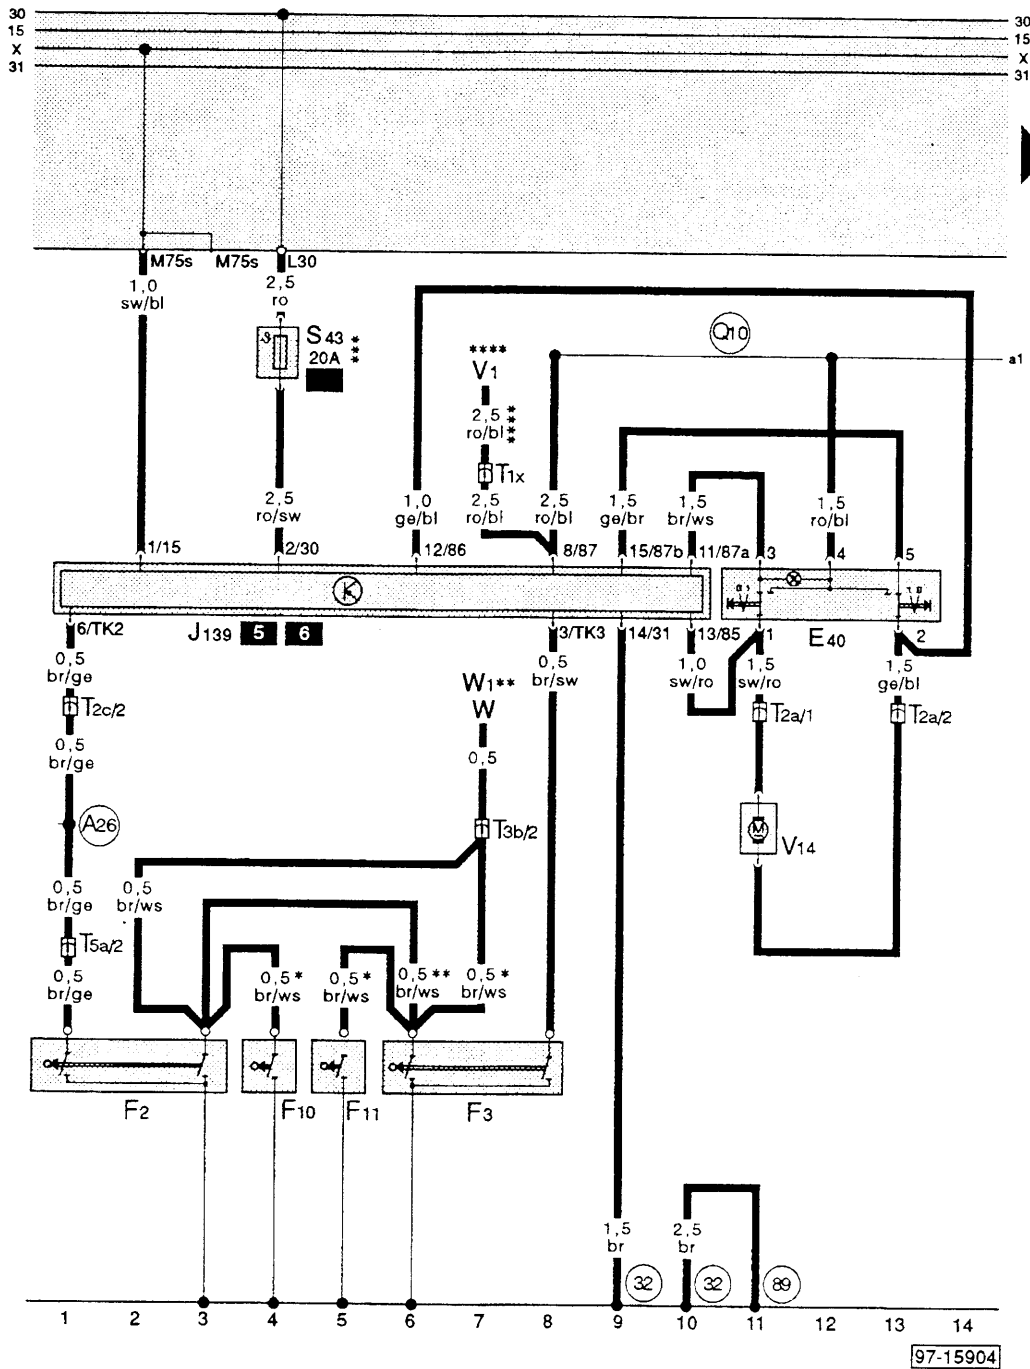 30
30
15
15
X
X
31
31
M75s
M75s
L30
1,0
sw/bl
2,5
ro
S43 *
20A *
*
Q10
a1
****
V1
2,5 *
ro/bl *
*
*
T1x
2,5
ro/sw
1,0
ge/bl
2,5
ro/bl
2,5
ro/bl
1,5
ge/br
1,5
br/ws
1,5
ro/bl
1/15
2/30
12/86
8/87
15/87b
11/87a
3
4
5
6/TK2
J139
5
6
3/TK3
14/31
13/85
1
E40
2
0,5
br/ge
0,5
br/sw
1,0
sw/ro
1,5
sw/ro
1,5
ge/bl
W1**
W
T2c/2
T2a/1
T2a/2
0,5
br/ge
0,5
A26
T3b/2
M
V14
0,5
br/ge
0,5
br/ws
T5a/2
0,5
br/ge
0,5*
br/ws
0,5*
br/ws
0,5**
br/ws
0,5*
br/ws
F2
F10
F11
F3
1,5
br
2,5
br
32
32
89
1
2
3
4
5
6
7
8
9
10
11
12
13
14
97-15904